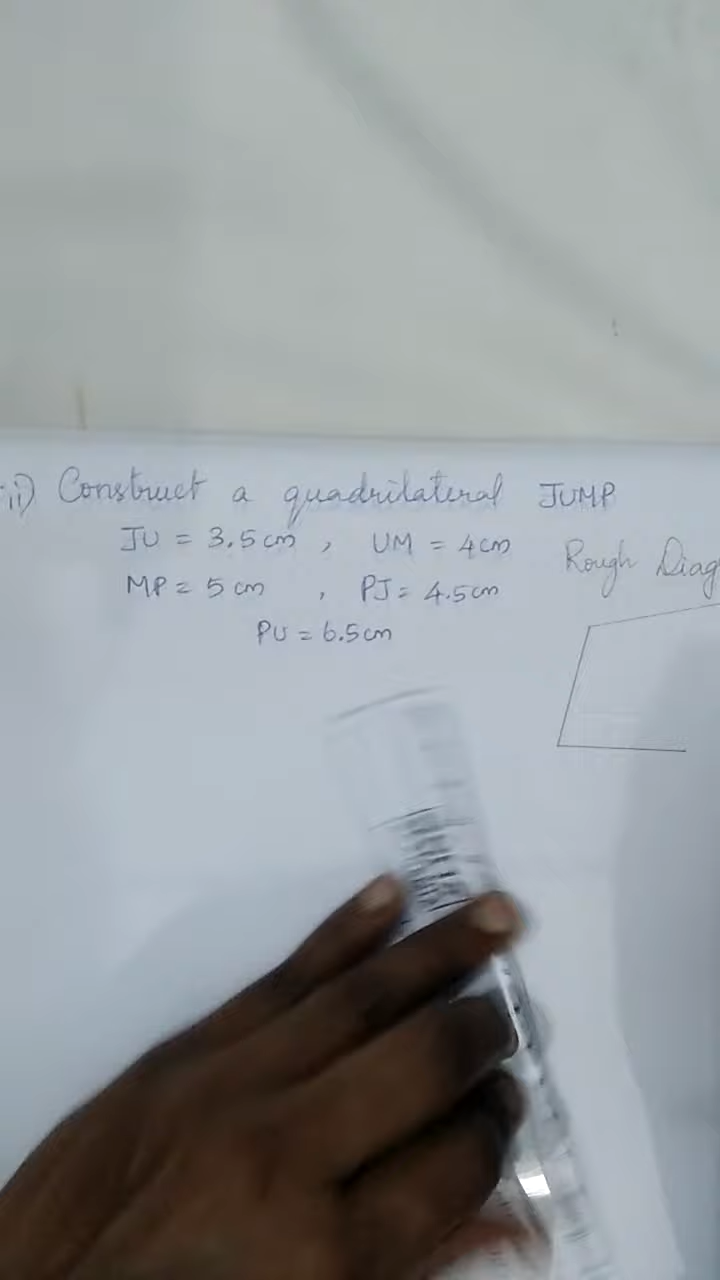 ii) Construct a quadrilateral JUMP
JU = 3.5 cm , UM = 4 cm
MP = 5 cm , PJ = 4.5 cm
PU = 6.5 cm
Rough Diag